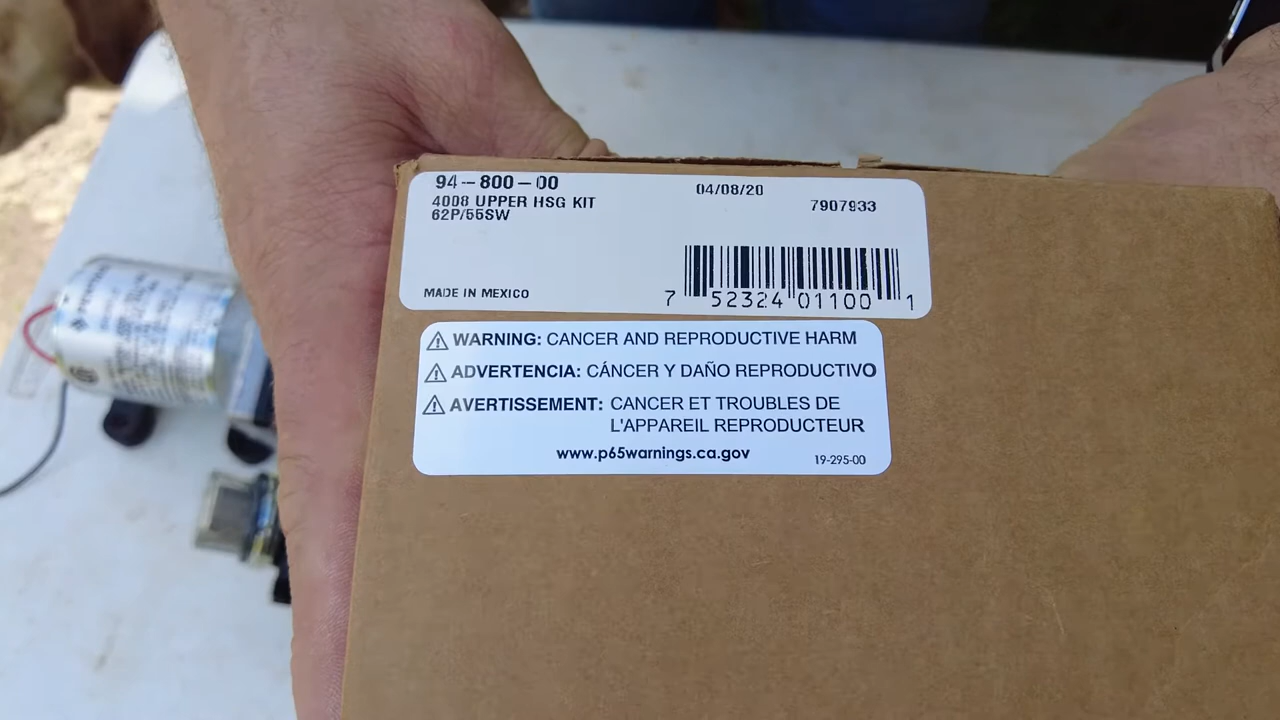 94-800-00
4008 UPPER HSG KIT
62P/55SW
04/08/20
7907933
MADE IN MEXICO
7 52324 01100 1
WARNING: CANCER AND REPRODUCTIVE HARM
ADVERTENCIA: CÁNCER Y DAÑO REPRODUCTIVO
AVERTISSEMENT: CANCER ET TROUBLES DE
L'APPAREIL REPRODUCTEUR
www.p65warnings.ca.gov
19-295-00